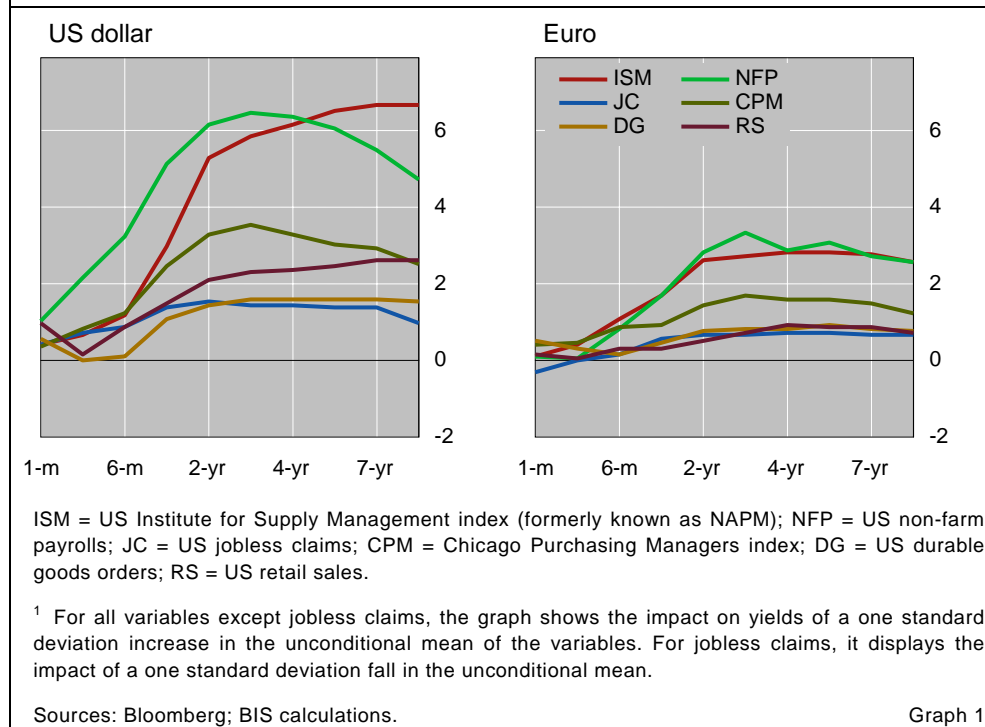 US dollar
Euro
ISM
NFP
JC
CPM
DG
RS
6
6
4
4
2
2
0
0
-2
-2
1-m 6-m 2-yr 4-yr 7-yr
1-m 6-m 2-yr 4-yr 7-yr
ISM = US Institute for Supply Management index (formerly known as NAPM); NFP = US non-farm
payrolls; JC = US jobless claims; CPM = Chicago Purchasing Managers index; DG = US durable
goods orders; RS = US retail sales.
1 For all variables except jobless claims, the graph shows the impact on yields of a one standard
deviation increase in the unconditional mean of the variables. For jobless claims, it displays the
impact of a one standard deviation fall in the unconditional mean.
Sources: Bloomberg; BIS calculations. Graph 1